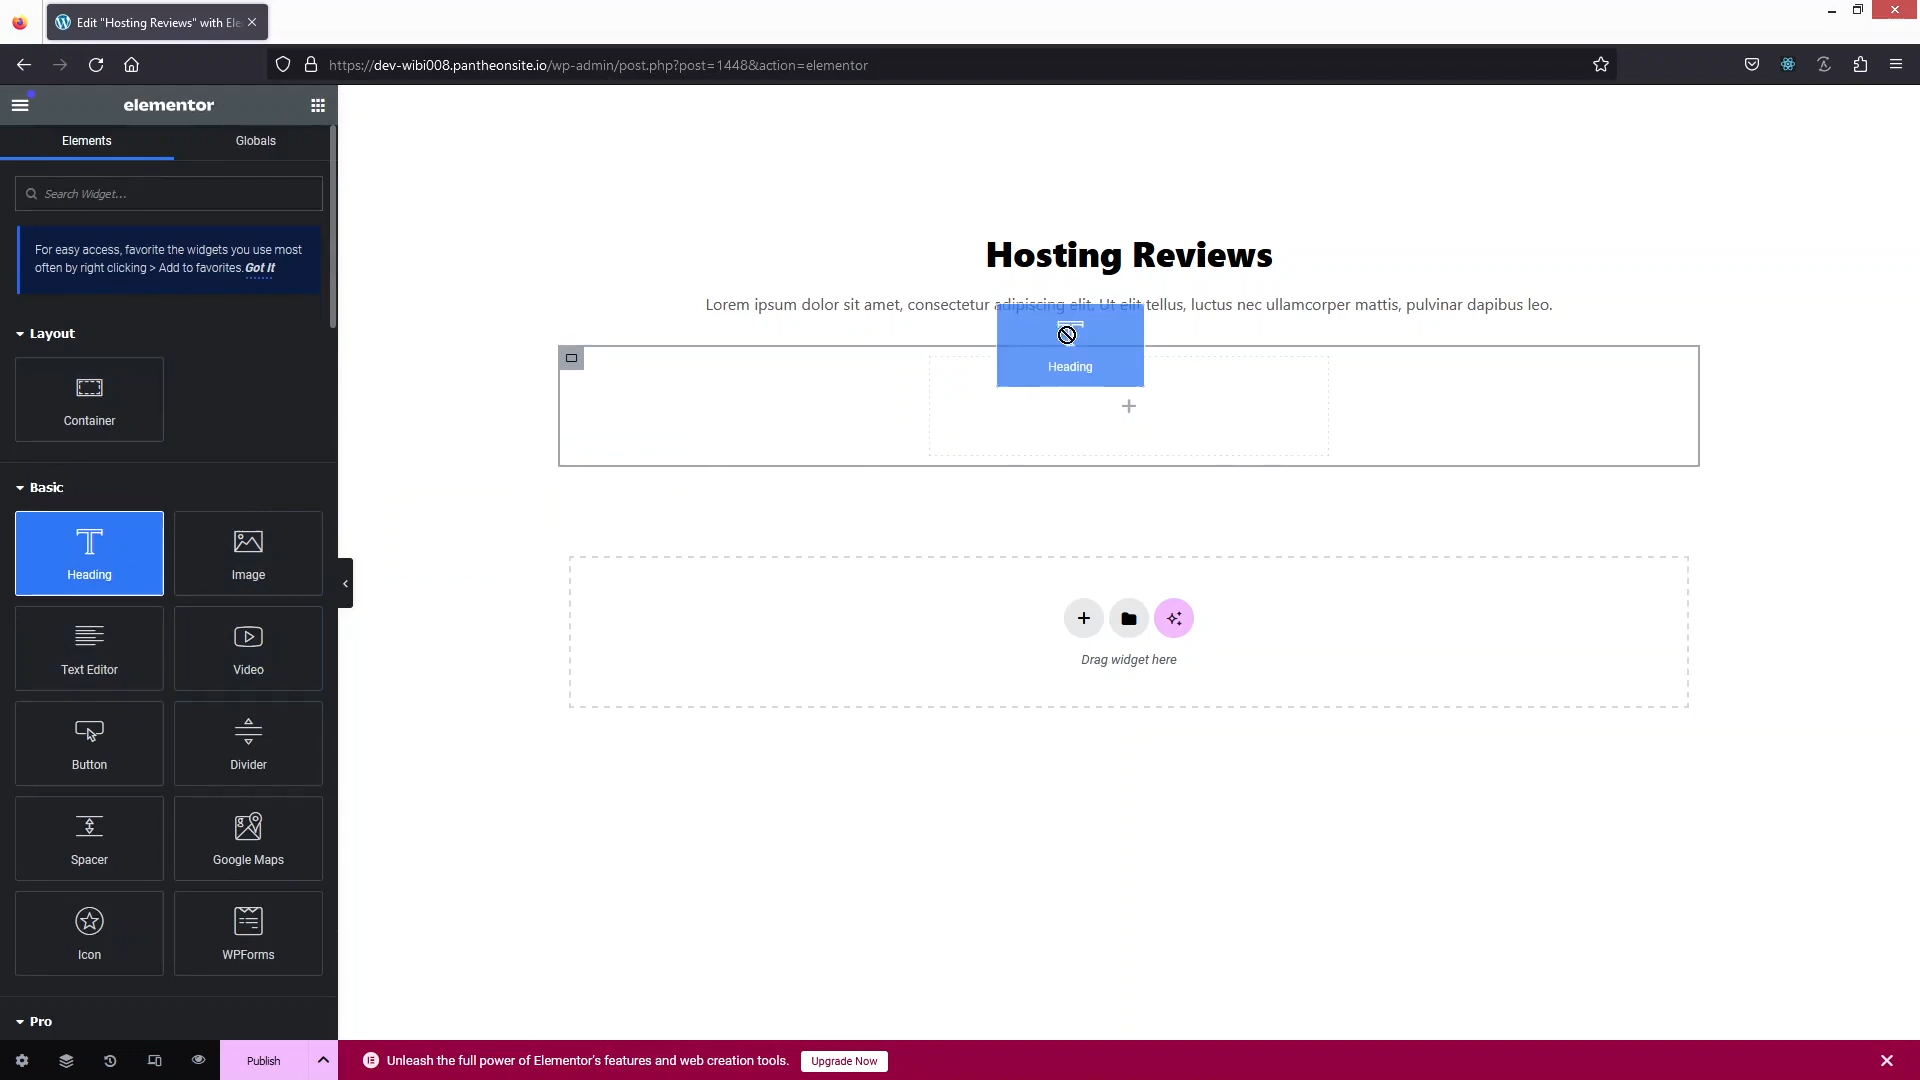 Edit "Hosting Reviews" with Ele
https://dev-wibi008.pantheonsite.io/wp-admin/post.php?post=1448&action=elementor
elementor
Elements
Globals
Search Widget...
For easy access, favorite the widgets you use most
often by right clicking > Add to favorites. Got It
Layout
Container
Basic
Heading
Image
Text Editor
Video
Button
Divider
Spacer
Google Maps
Icon
WPForms
Pro
Publish
Hosting Reviews
Lorem ipsum dolor sit amet, consectetur adipiscing elit. Ut elit tellus, luctus nec ullamcorper mattis, pulvinar dapibus leo.
Heading
Drag widget here
Unleash the full power of Elementor's features and web creation tools.
Upgrade Now